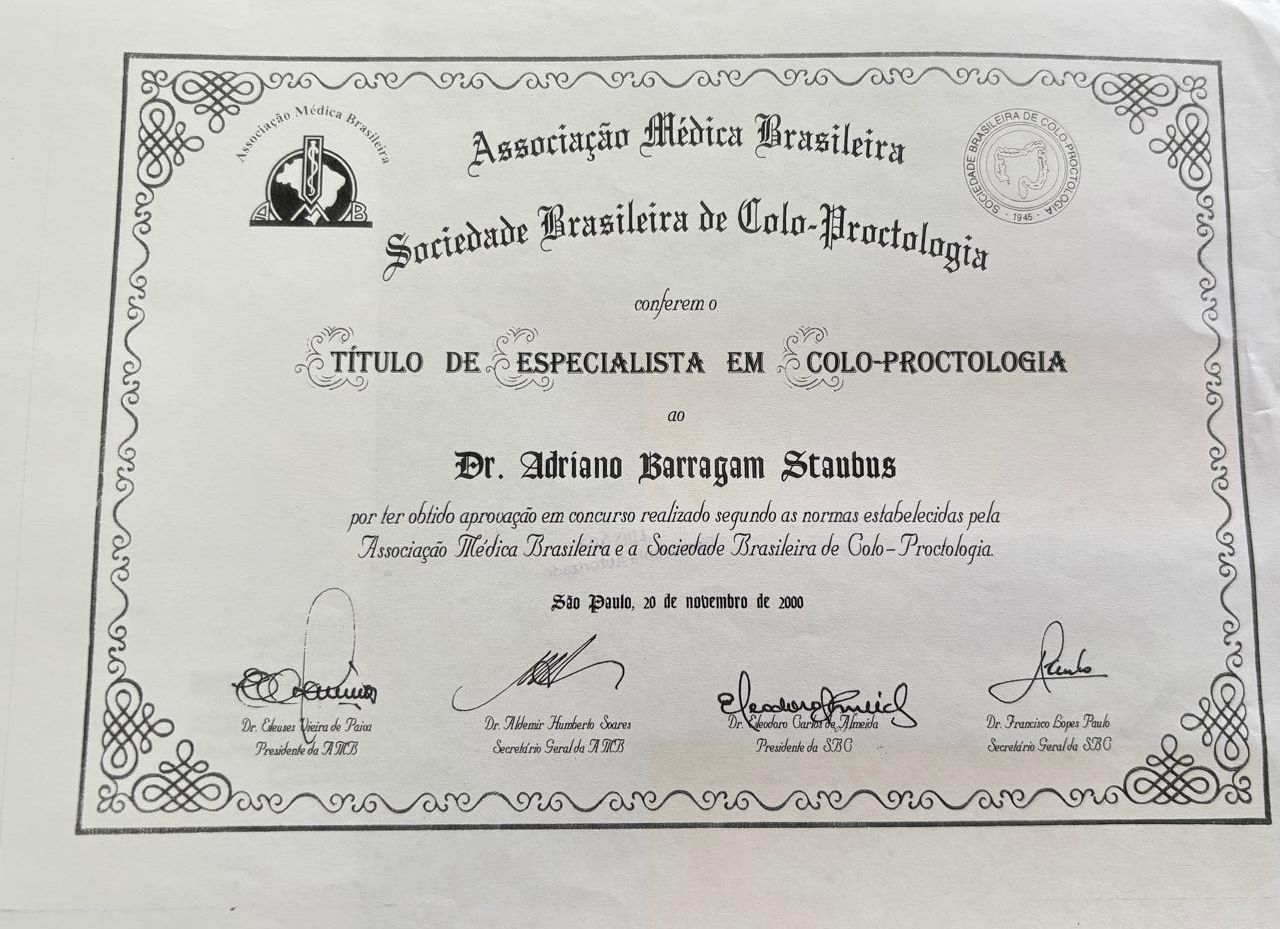 Associação Médica Brasileira
A B
SOCIEDADE BRASILEIRA DE COLO-PROCTOLOGIA
- 1945 -
Associação Médica Brasileira
Sociedade Brasileira de Colo-Proctologia
conferem o
TÍTULO DE ESPECIALISTA EM COLO-PROCTOLOGIA
ao
Dr. Adriano Barragam Staubus
por ter obtido aprovação em concurso realizado segundo as normas estabelecidas pela
Associação Médica Brasileira e a Sociedade Brasileira de Colo-Proctologia.
São Paulo, 20 de novembro de 2000
Dr. Eleuses Vieira de Paiva
Presidente da AMB
Dr. Aldemir Humberto Soares
Secretário Geral da AMB
Dr. Eleodoro Carlos de Almeida
Presidente da SBC
Dr. Francisco Lopes Paulo
Secretário Geral da SBC